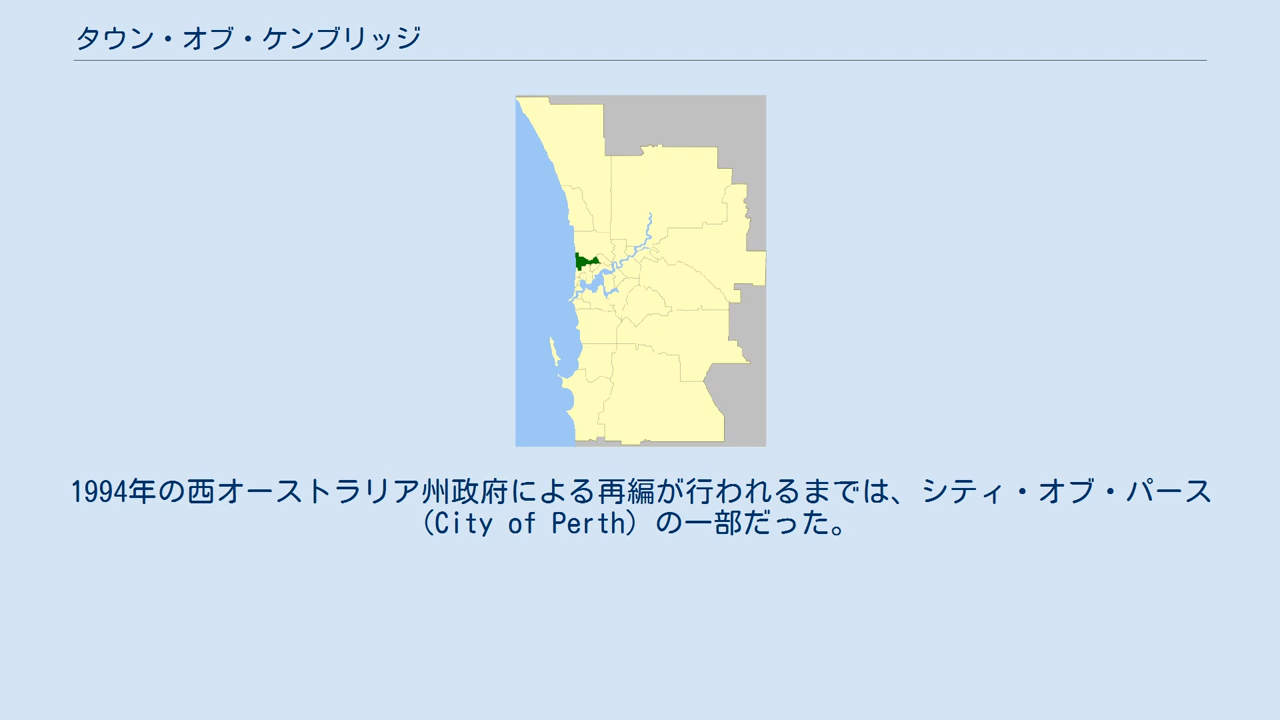 タウン・オブ・ケンブリッジ
1994年の西オーストラリア州政府による再編が行われるまでは、シティ・オブ・パース
（City of Perth）の一部だった。